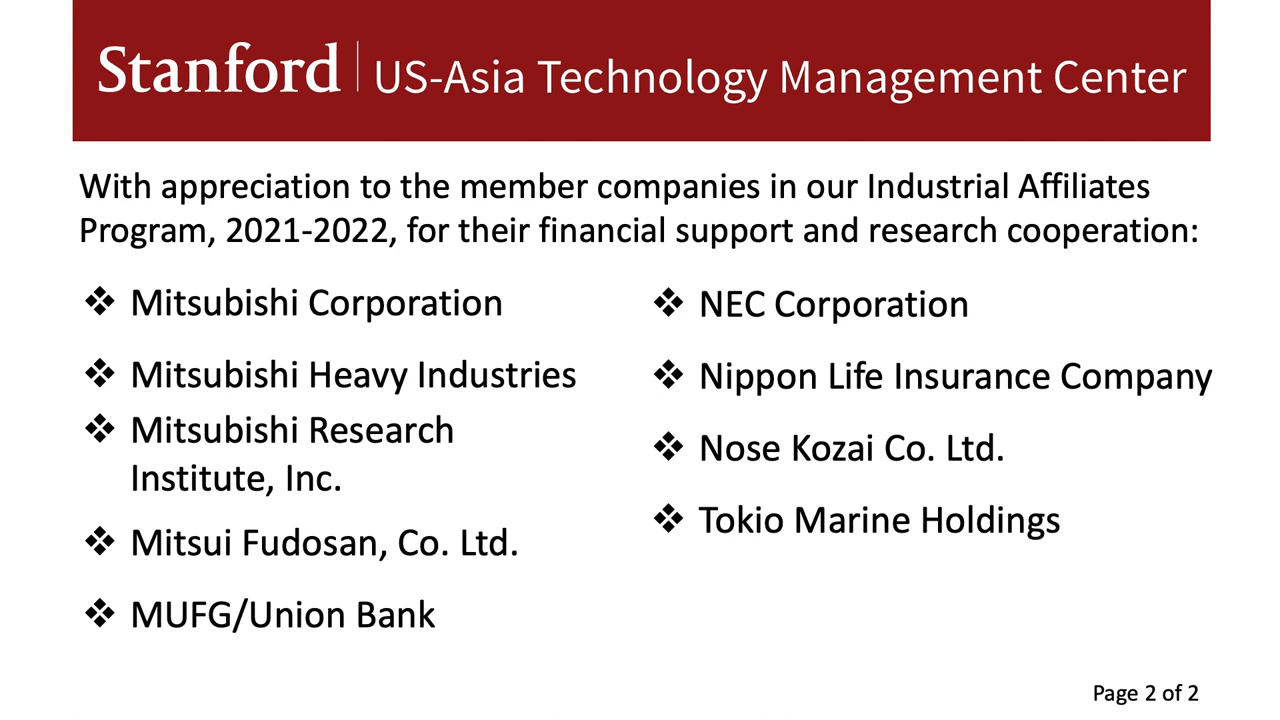 Stanford | US-Asia Technology Management Center
With appreciation to the member companies in our Industrial Affiliates
Program, 2021-2022, for their financial support and research cooperation:
❖ Mitsubishi Corporation
❖ Mitsubishi Heavy Industries
❖ Mitsubishi Research
Institute, Inc.
❖ Mitsui Fudosan, Co. Ltd.
❖ MUFG/Union Bank
❖ NEC Corporation
❖ Nippon Life Insurance Company
❖ Nose Kozai Co. Ltd.
❖ Tokio Marine Holdings
Page 2 of 2